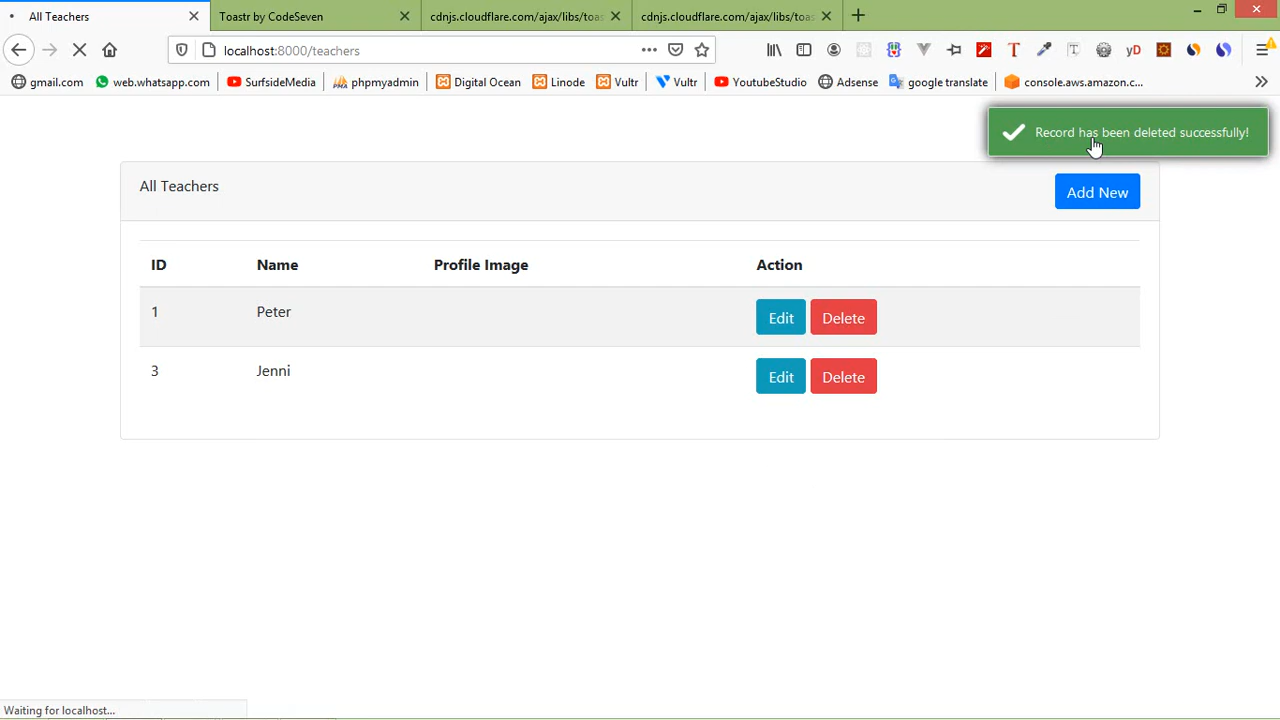 All Teachers
Toastr by CodeSeven
cdnjs.cloudflare.com/ajax/libs/toas
cdnjs.cloudflare.com/ajax/libs/toas
localhost:8000/teachers
gmail.com
web.whatsapp.com
SurfsideMedia
phpmyadmin
Digital Ocean
Linode
Vultr
Vultr
YoutubeStudio
Adsense
google translate
console.aws.amazon.c...
Record has been deleted successfully!
All Teachers
Add New
ID Name Profile Image Action
1 Peter Edit Delete
3 Jenni Edit Delete
Waiting for localhost...